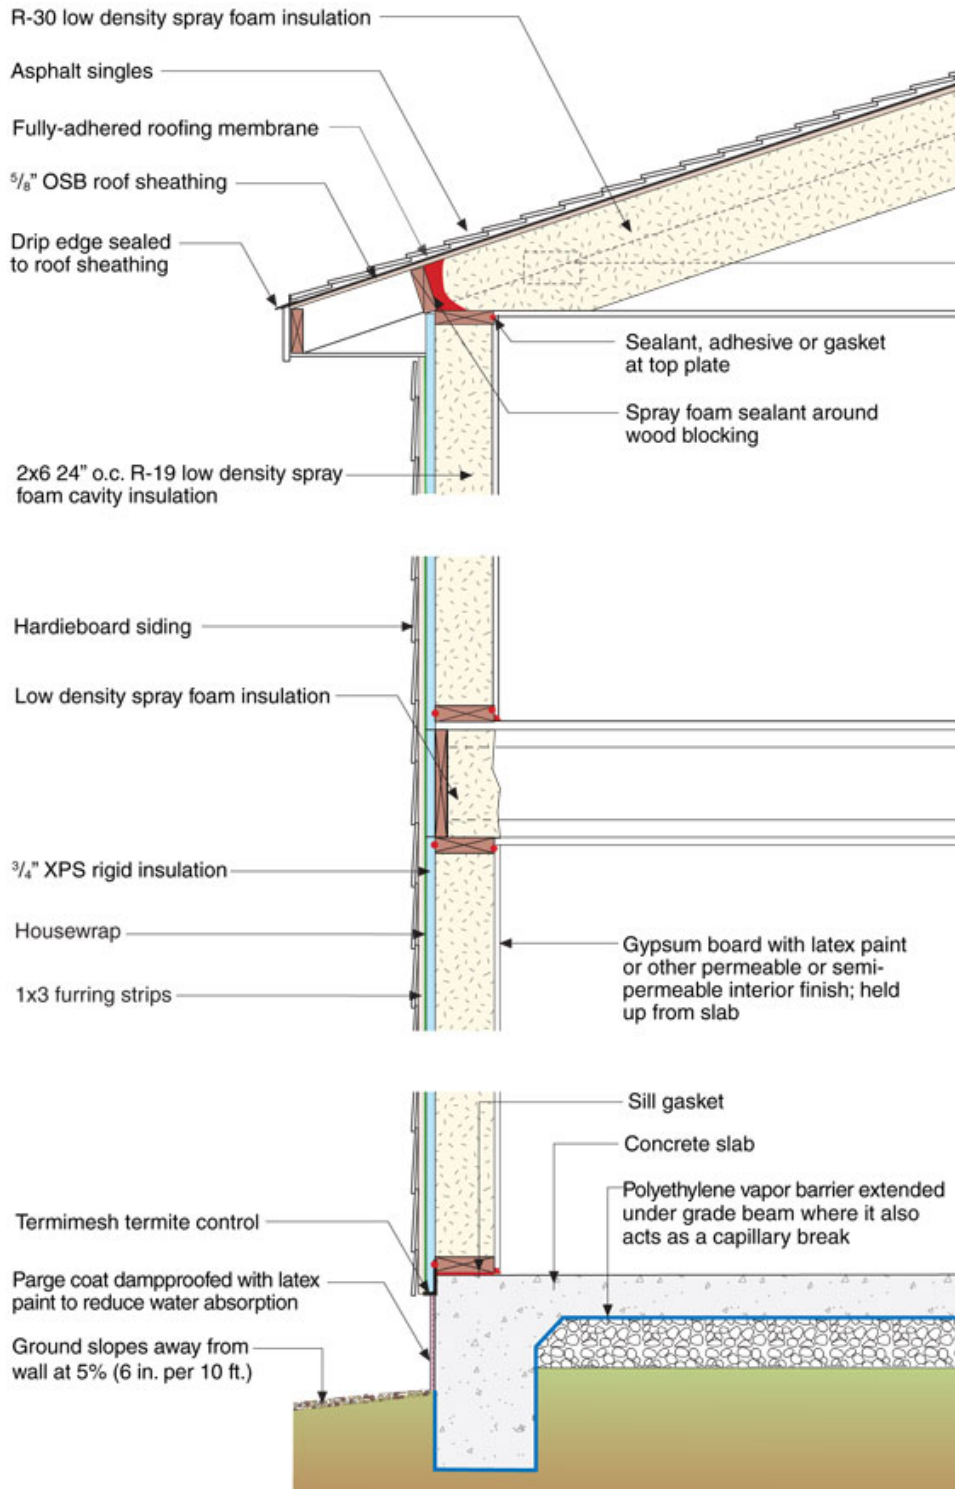 R-30 low density spray foam insulation
Asphalt singles
Fully-adhered roofing membrane
5/8” OSB roof sheathing
Drip edge sealed
to roof sheathing
Sealant, adhesive or gasket
at top plate
Spray foam sealant around
wood blocking
2x6 24” o.c. R-19 low density spray
foam cavity insulation
Hardieboard siding
Low density spray foam insulation
3/4” XPS rigid insulation
Housewrap
1x3 furring strips
Gypsum board with latex paint
or other permeable or semi-
permeable interior finish; held
up from slab
Sill gasket
Concrete slab
Polyethylene vapor barrier extended
under grade beam where it also
acts as a capillary break
Termimesh termite control
Parge coat dampproofed with latex
paint to reduce water absorption
Ground slopes away from
wall at 5% (6 in. per 10 ft.)